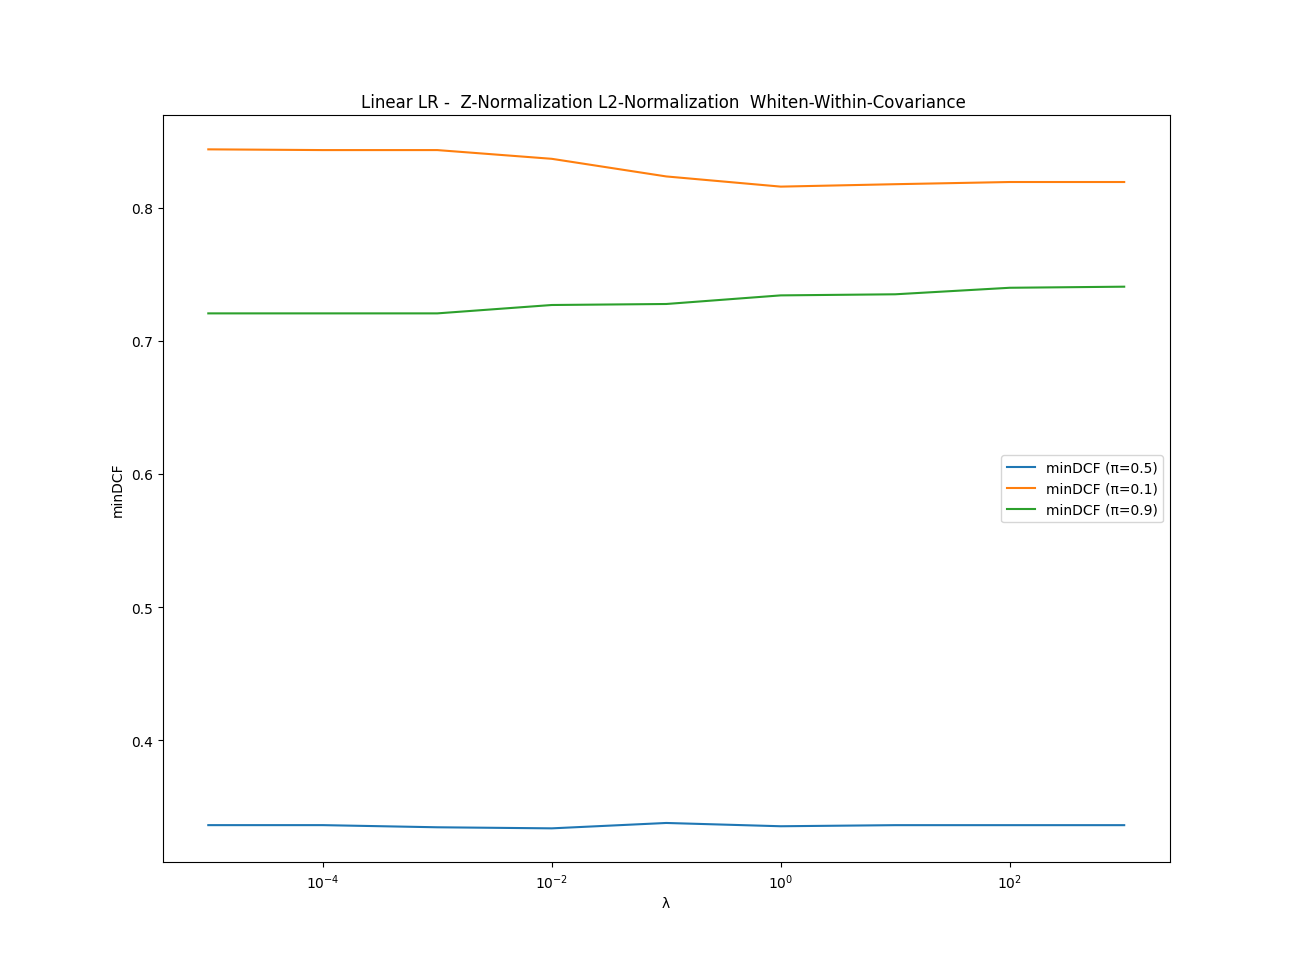 Linear LR -  Z-Normalization L2-Normalization  Whiten-Within-Covariance
0.8
0.7
0.6
0.5
0.4
minDCF
minDCF (π=0.5)
minDCF (π=0.1)
minDCF (π=0.9)
10⁻⁴
10⁻²
10⁰
10²
λ